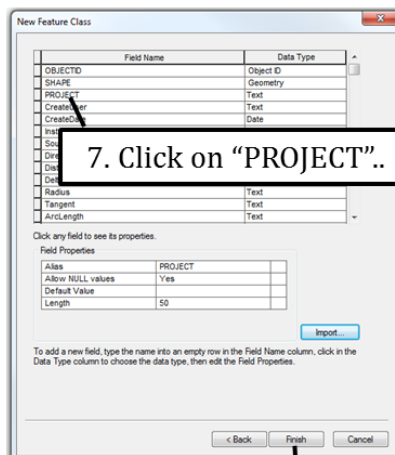 New Feature Class
Field Name Data Type
OBJECTID Object ID
SHAPE Geometry
PROJECT Text
CreateUser Text
CreateDate Date
7. Click on “PROJECT”..
Radius Text
Tangent Text
ArcLength Text
Click any field to see its properties.
Field Properties
Alias PROJECT
Allow NULL values Yes
Default Value
Length 50
Import...
To add a new field, type the name into an empty row in the Field Name column, click in the
Data Type column to choose the data type, then edit the Field Properties.
< Back Finish Cancel